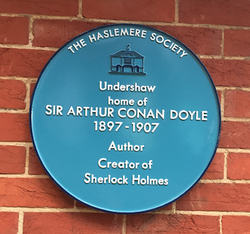 THE HASLEMERE SOCIETY
Undershaw
home of
SIR ARTHUR CONAN DOYLE
1897-1907
Author
Creator of
Sherlock Holmes